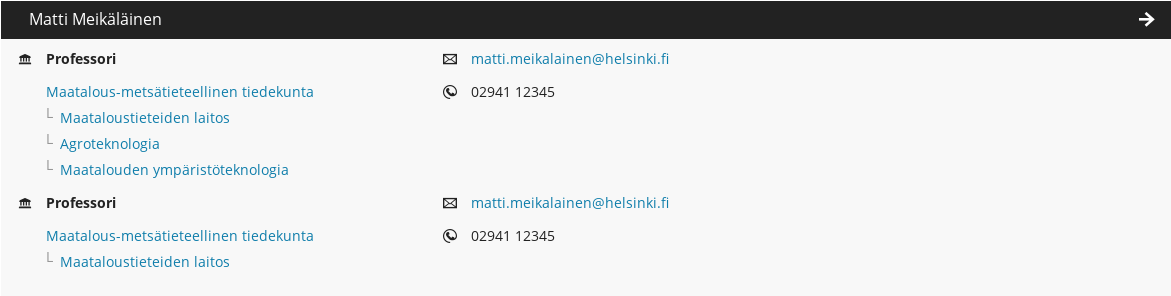 Matti Meikäläinen
Professori
matti.meikalainen@helsinki.fi
Maatalous-metsätieteellinen tiedekunta
02941 12345
Maataloustieteiden laitos
Agroteknologia
Maatalouden ympäristöteknologia
Professori
matti.meikalainen@helsinki.fi
Maatalous-metsätieteellinen tiedekunta
02941 12345
Maataloustieteiden laitos